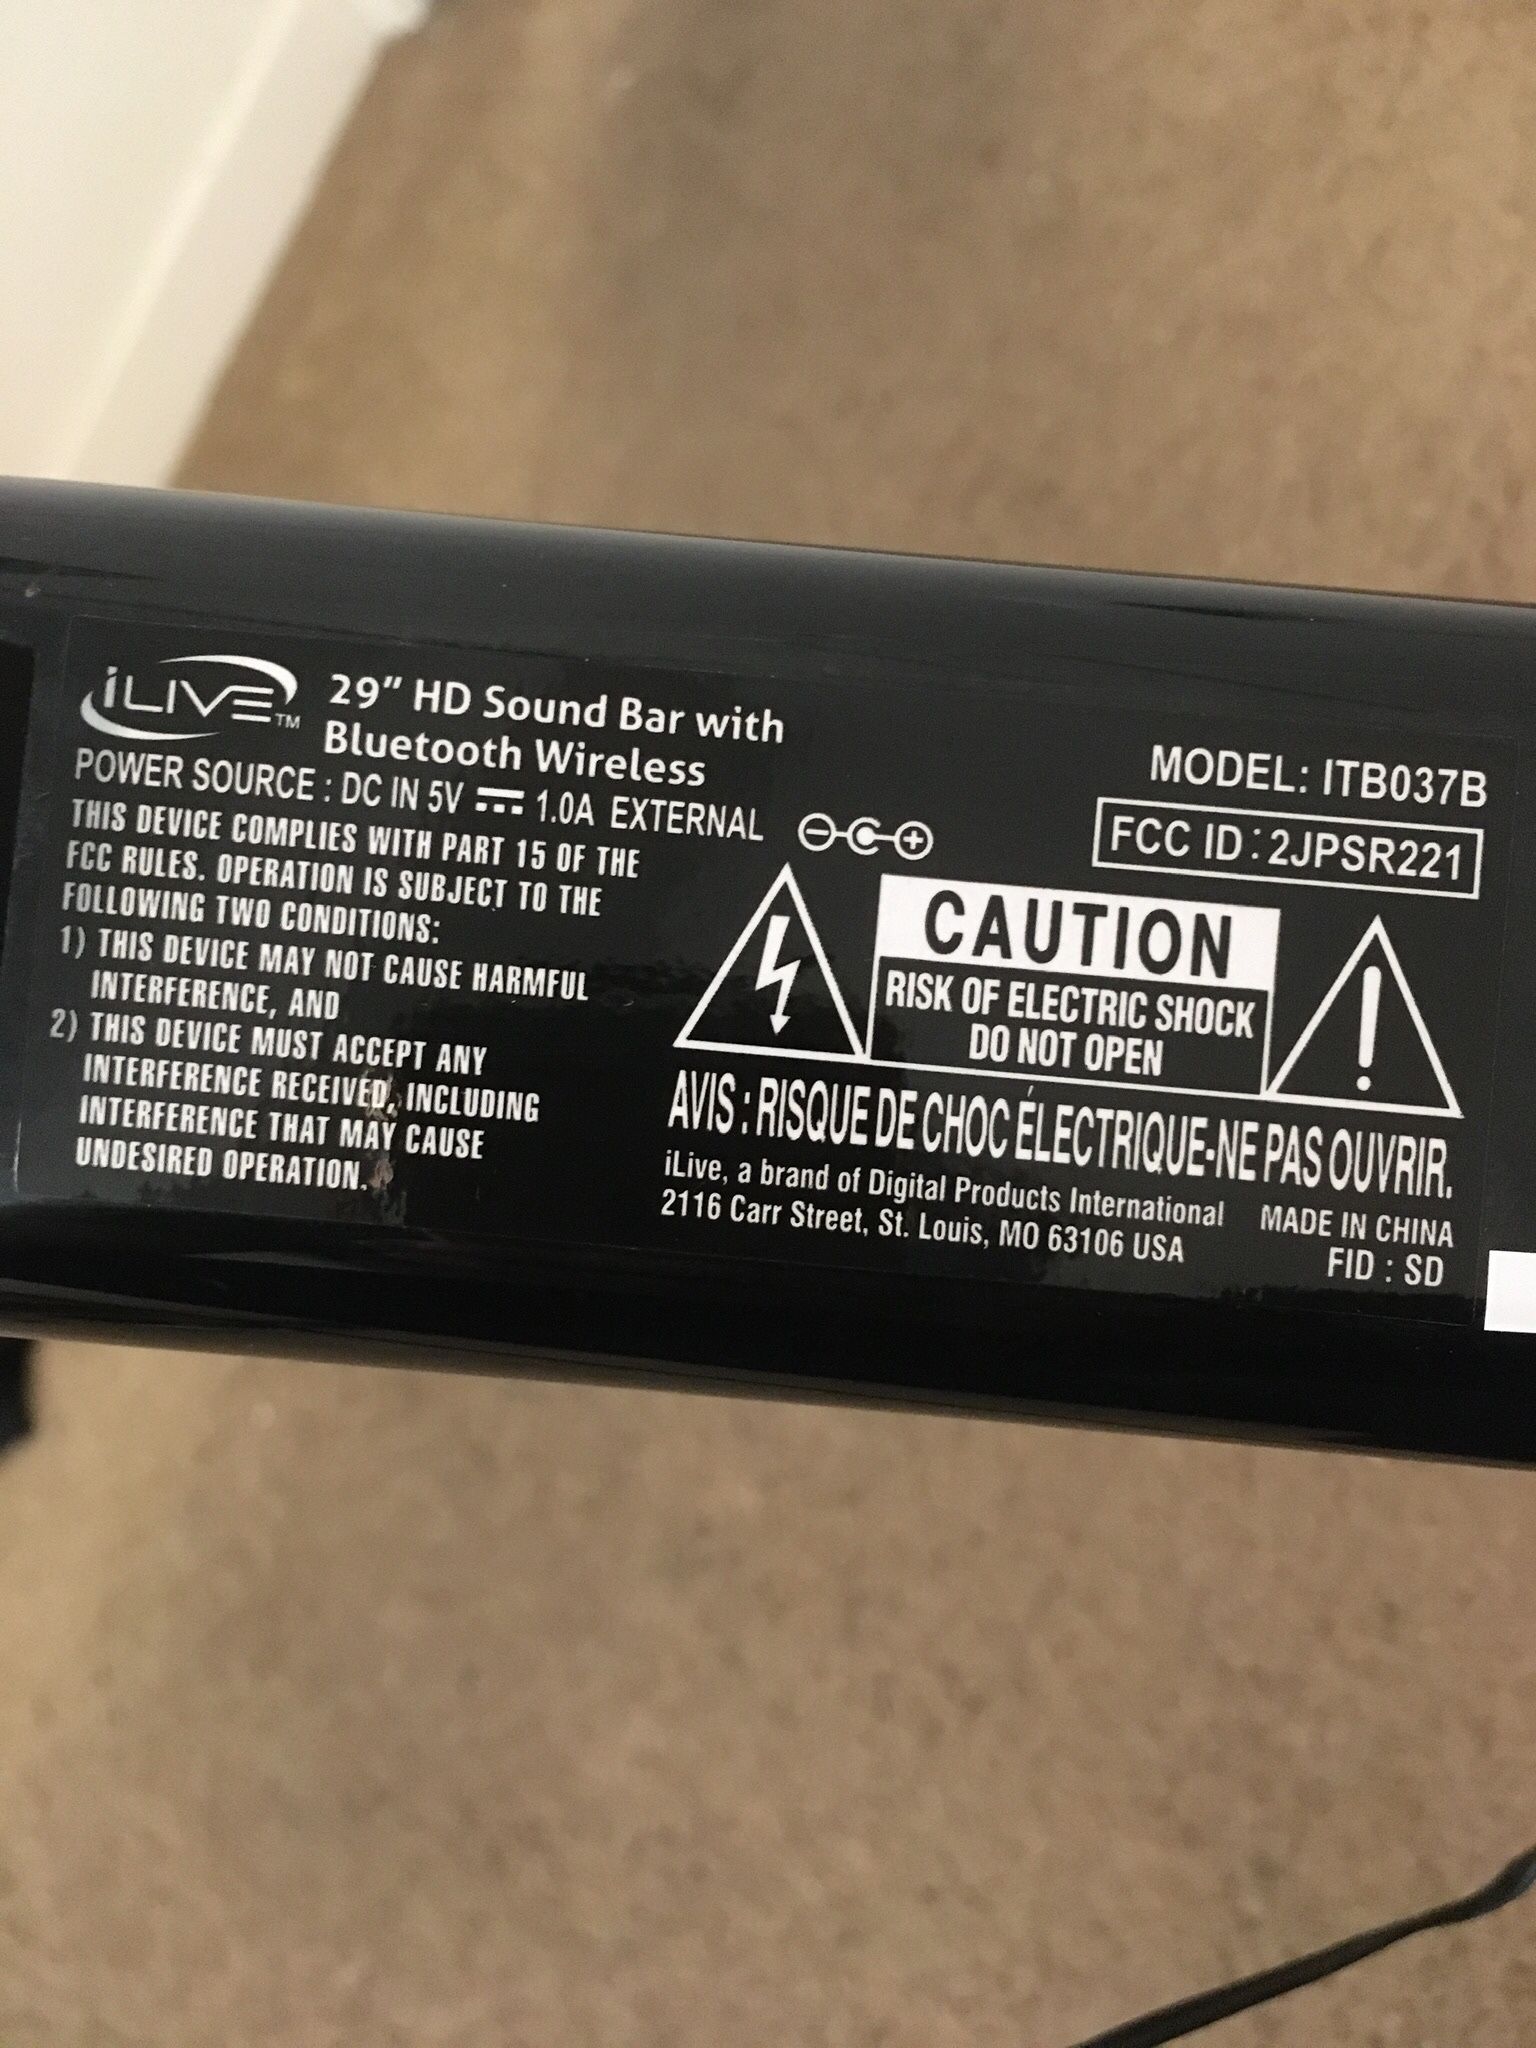 iLIVE™
29" HD Sound Bar with
Bluetooth Wireless
POWER SOURCE : DC IN 5V 1.0A EXTERNAL
THIS DEVICE COMPLIES WITH PART 15 OF THE
FCC RULES. OPERATION IS SUBJECT TO THE
FOLLOWING TWO CONDITIONS:
1) THIS DEVICE MAY NOT CAUSE HARMFUL
INTERFERENCE, AND
2) THIS DEVICE MUST ACCEPT ANY
INTERFERENCE RECEIVED, INCLUDING
INTERFERENCE THAT MAY CAUSE
UNDESIRED OPERATION.
MODEL: ITB037B
FCC ID : 2JPSR221
CAUTION
RISK OF ELECTRIC SHOCK
DO NOT OPEN
AVIS : RISQUE DE CHOC ÉLECTRIQUE-NE PAS OUVRIR.
iLive, a brand of Digital Products International
2116 Carr Street, St. Louis, MO 63106 USA
MADE IN CHINA
FID : SD